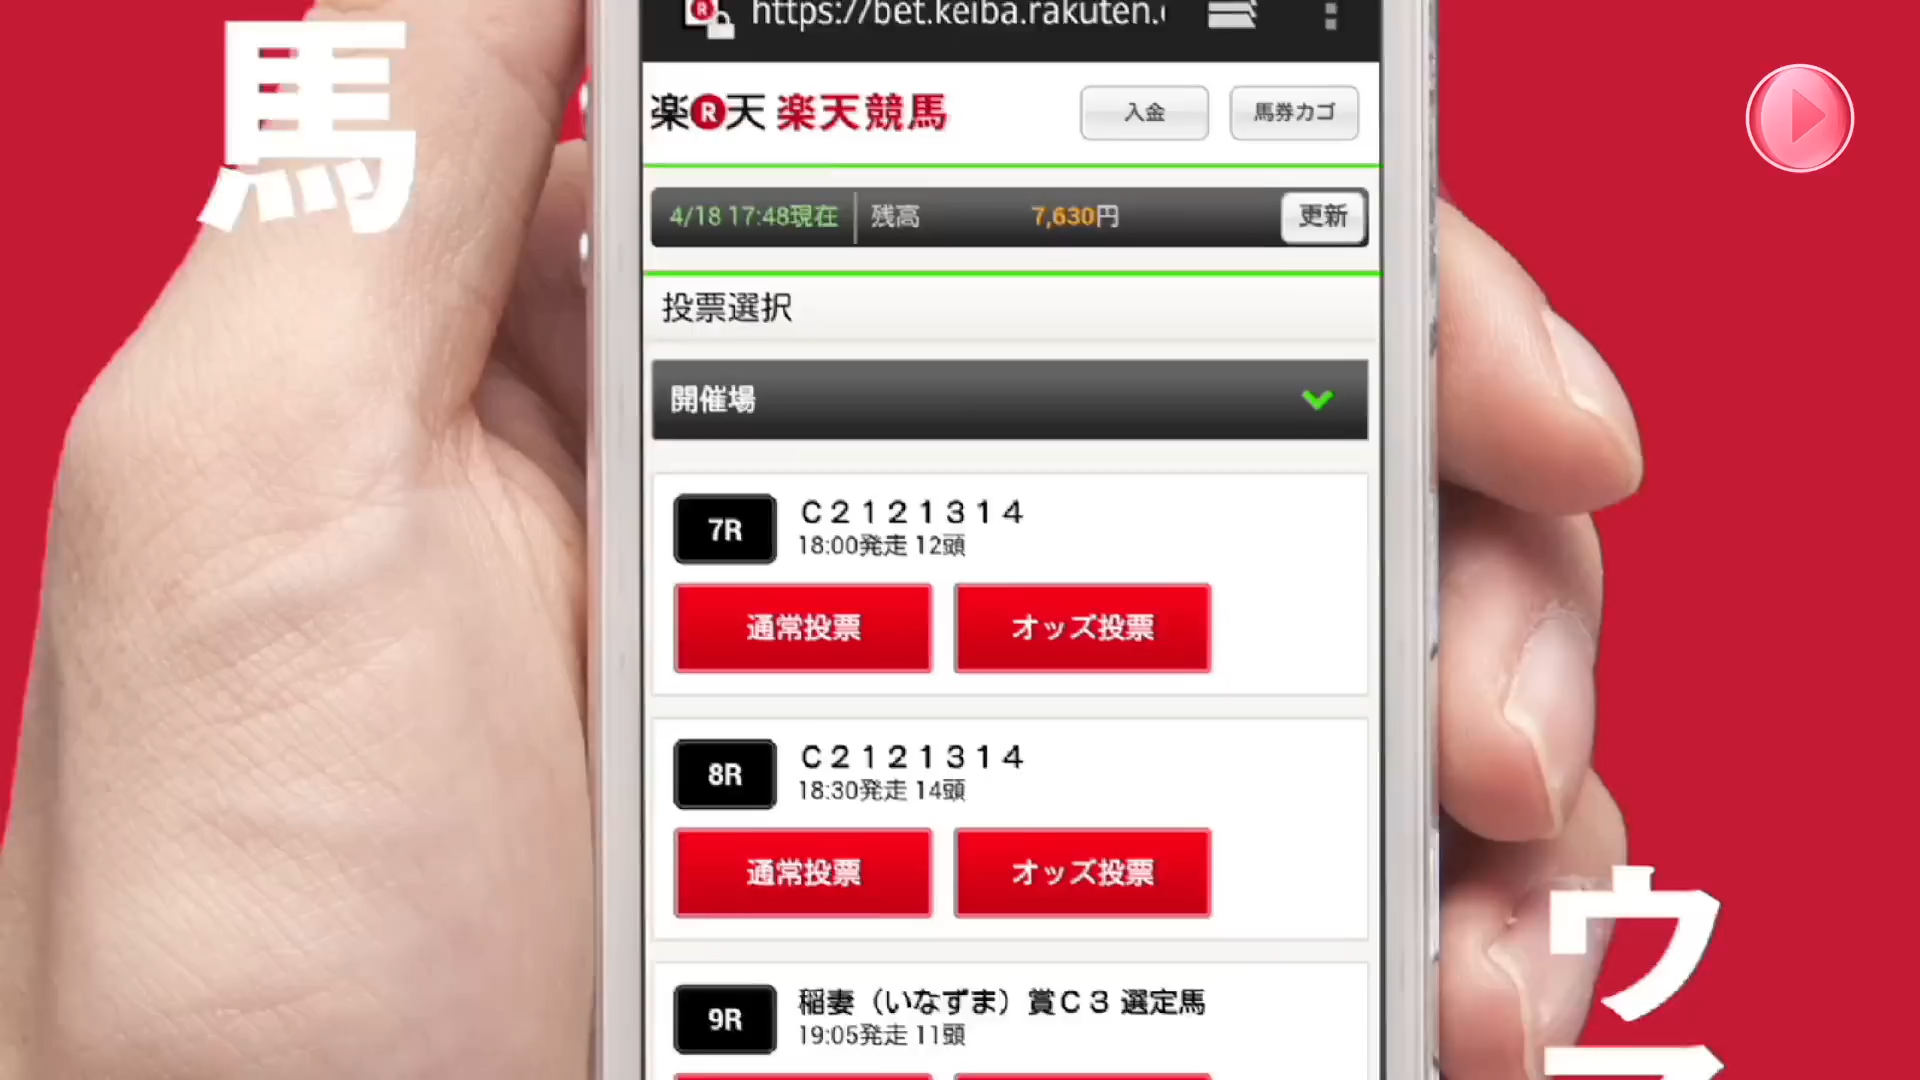 馬
https://bet.keiba.rakuten.
楽R天 楽天競馬
入金
馬券カゴ
4/18 17:48現在
残高
7,630円
更新
投票選択
開催場
7R
Ｃ２１２１３１４
18:00発走 12頭
通常投票
オッズ投票
8R
Ｃ２１２１３１４
18:30発走 14頭
通常投票
オッズ投票
9R
稲妻（いなずま）賞Ｃ３ 選定馬
19:05発走 11頭
ウ